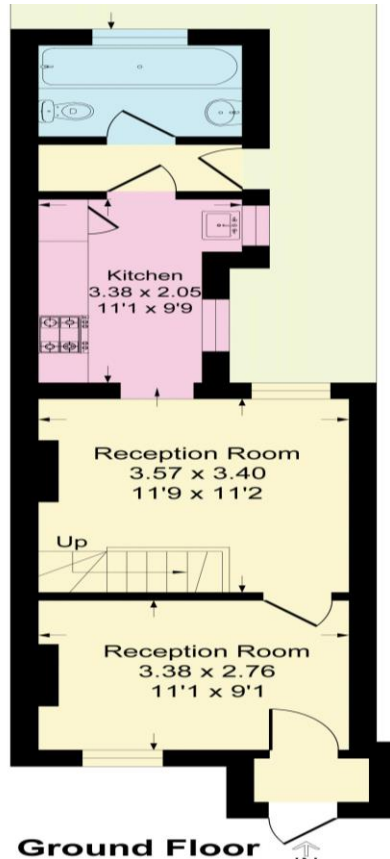 Kitchen
3.38 x 2.05
11'1 x 9'9
Reception Room
3.57 x 3.40
11'9 x 11'2
Up
Reception Room
3.38 x 2.76
11'1 x 9'1
Ground Floor